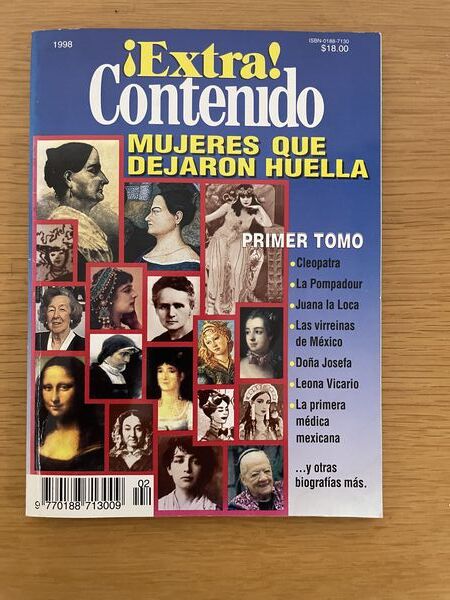 1998
ISBN-0188-7130
$18.00
¡Extra!
Contenido
MUJERES QUE
DEJARON HUELLA
PRIMER TOMO
•Cleopatra
•La Pompadour
•Juana la Loca
•Las virreinas
de México
•Doña Josefa
•Leona Vicario
•La primera
médica
mexicana
...y otras
biografías más.
02
9 770188 713009